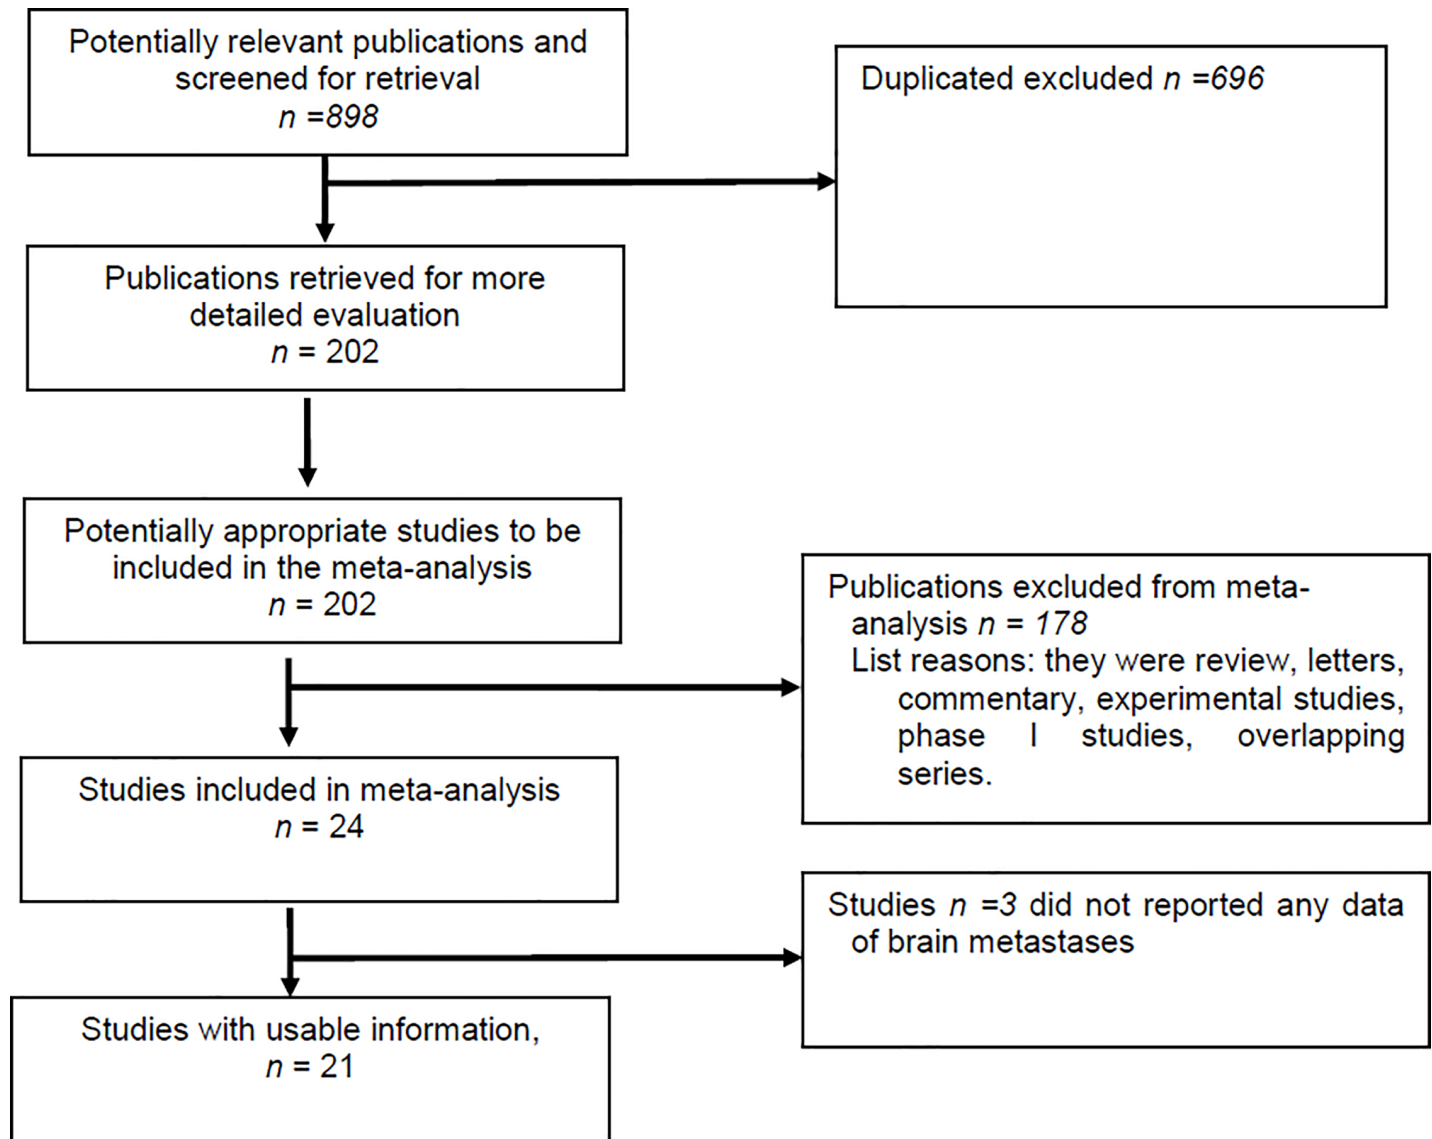 Potentially relevant publications and
screened for retrieval
n =898
Duplicated excluded n =696
Publications retrieved for more
detailed evaluation
n = 202
Potentially appropriate studies to be
included in the meta-analysis
n = 202
Publications excluded from meta-
analysis n = 178
List reasons: they were review, letters,
commentary, experimental studies,
phase I studies, overlapping
series.
Studies included in meta-analysis
n = 24
Studies n =3 did not reported any data
of brain metastases
Studies with usable information,
n = 21